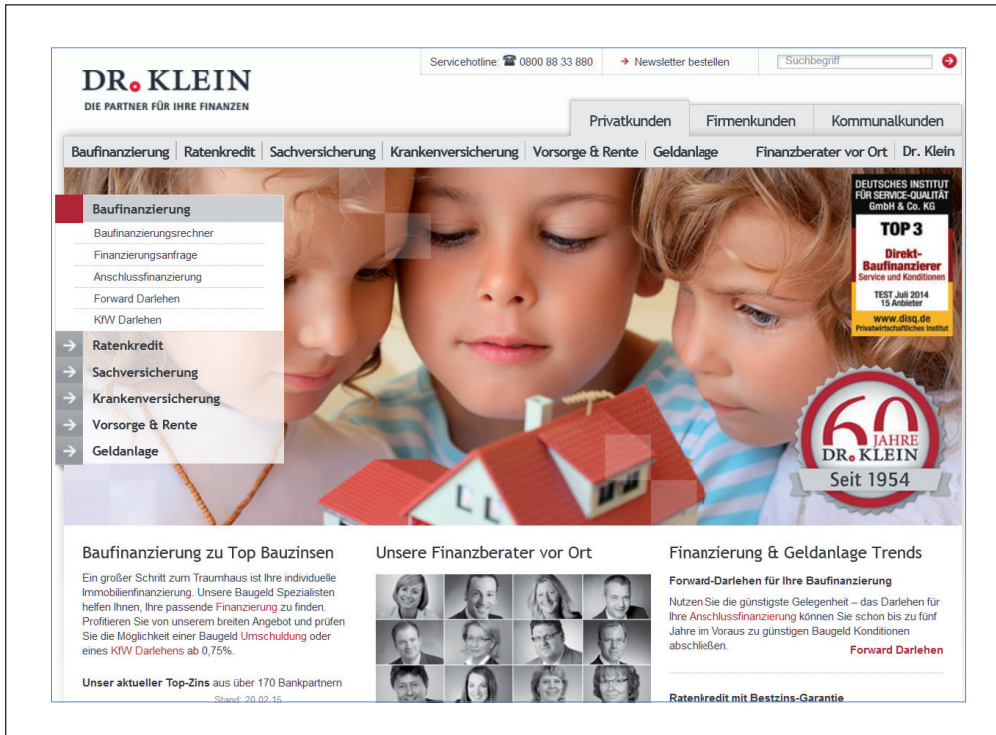 Servicehotline: ☎ 0800 88 33 880
Newsletter bestellen
Suchbegriff
DR. KLEIN
DIE PARTNER FÜR IHRE FINANZEN
Privatkunden
Firmenkunden
Kommunalkunden
Baufinanzierung | Ratenkredit | Sachversicherung | Krankenversicherung | Vorsorge & Rente | Geldanlage
Finanzberater vor Ort | Dr. Klein
Baufinanzierung
Baufinanzierungsrechner
Finanzierungsanfrage
Anschlussfinanzierung
Forward Darlehen
KfW Darlehen
Ratenkredit
Sachversicherung
Krankenversicherung
Vorsorge & Rente
Geldanlage
DEUTSCHES INSTITUT
FÜR SERVICE-QUALITÄT
GmbH & Co. KG
TOP 3
Direkt-
Baufinanzierer
Service und Konditionen
TEST Juli 2014
15 Anbieter
www.disq.de
Privatwirtschaftliches Institut
60
JAHRE
DR. KLEIN
Seit 1954
Baufinanzierung zu Top Bauzinsen
Ein großer Schritt zum Traumhaus ist Ihre individuelle
Immobilienfinanzierung. Unsere Baugeld Spezialisten
helfen Ihnen, Ihre passende Finanzierung zu finden.
Profitieren Sie von unserem breiten Angebot und prüfen
Sie die Möglichkeit einer Baugeld Umschuldung oder
eines KfW Darlehens ab 0,75%.
Unser aktueller Top-Zins aus über 170 Bankpartnern
Stand: 20.02.15
Unsere Finanzberater vor Ort
Finanzierung & Geldanlage Trends
Forward-Darlehen für Ihre Baufinanzierung
Nutzen Sie die günstigste Gelegenheit – das Darlehen für
Ihre Anschlussfinanzierung können Sie schon bis zu fünf
Jahre im Voraus zu günstigen Baugeld Konditionen
abschließen.
Forward Darlehen
Ratenkredit mit Bestzins-Garantie